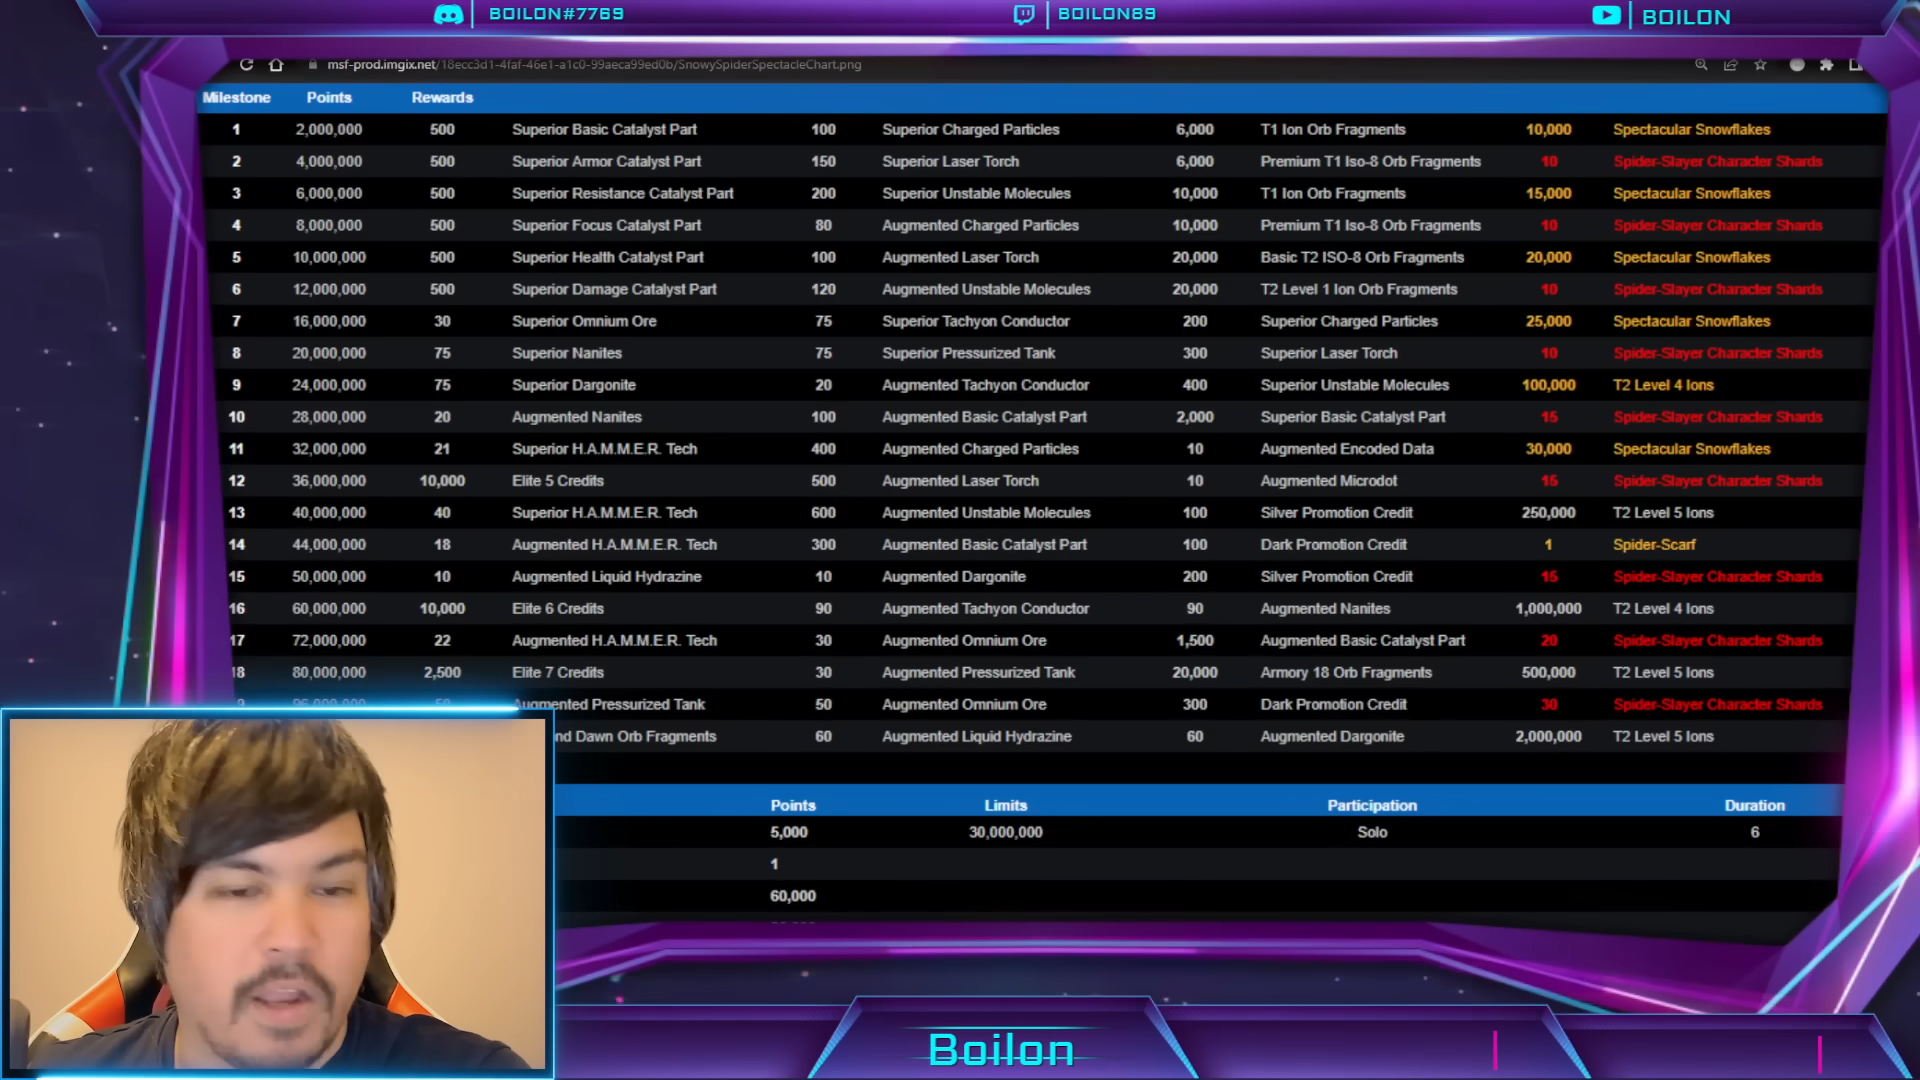 BOILON#7769 BOILON89 BOILON
msf-prod.imgix.net/18ecc3d1-4faf-46e1-a1c0-99aeca99ed0b/SnowySpiderSpectacleChart.png
Milestone Points Rewards
1 2,000,000 500 Superior Basic Catalyst Part 100 Superior Charged Particles 6,000 T1 Ion Orb Fragments 10,000 Spectacular Snowflakes
2 4,000,000 500 Superior Armor Catalyst Part 150 Superior Laser Torch 6,000 Premium T1 Iso-8 Orb Fragments 10 Spider-Slayer Character Shards
3 6,000,000 500 Superior Resistance Catalyst Part 200 Superior Unstable Molecules 10,000 T1 Ion Orb Fragments 15,000 Spectacular Snowflakes
4 8,000,000 500 Superior Focus Catalyst Part 80 Augmented Charged Particles 10,000 Premium T1 Iso-8 Orb Fragments 10 Spider-Slayer Character Shards
5 10,000,000 500 Superior Health Catalyst Part 100 Augmented Laser Torch 20,000 Basic T2 ISO-8 Orb Fragments 20,000 Spectacular Snowflakes
6 12,000,000 500 Superior Damage Catalyst Part 120 Augmented Unstable Molecules 20,000 T2 Level 1 Ion Orb Fragments 10 Spider-Slayer Character Shards
7 16,000,000 30 Superior Omnium Ore 75 Superior Tachyon Conductor 200 Superior Charged Particles 25,000 Spectacular Snowflakes
8 20,000,000 75 Superior Nanites 75 Superior Pressurized Tank 300 Superior Laser Torch 10 Spider-Slayer Character Shards
9 24,000,000 75 Superior Dargonite 20 Augmented Tachyon Conductor 400 Superior Unstable Molecules 100,000 T2 Level 4 Ions
10 28,000,000 20 Augmented Nanites 100 Augmented Basic Catalyst Part 2,000 Superior Basic Catalyst Part 15 Spider-Slayer Character Shards
11 32,000,000 21 Superior H.A.M.M.E.R. Tech 400 Augmented Charged Particles 10 Augmented Encoded Data 30,000 Spectacular Snowflakes
12 36,000,000 10,000 Elite 5 Credits 500 Augmented Laser Torch 10 Augmented Microdot 15 Spider-Slayer Character Shards
13 40,000,000 40 Superior H.A.M.M.E.R. Tech 600 Augmented Unstable Molecules 100 Silver Promotion Credit 250,000 T2 Level 5 Ions
14 44,000,000 18 Augmented H.A.M.M.E.R. Tech 300 Augmented Basic Catalyst Part 100 Dark Promotion Credit 1 Spider-Scarf
15 50,000,000 10 Augmented Liquid Hydrazine 10 Augmented Dargonite 200 Silver Promotion Credit 15 Spider-Slayer Character Shards
16 60,000,000 10,000 Elite 6 Credits 90 Augmented Tachyon Conductor 90 Augmented Nanites 1,000,000 T2 Level 4 Ions
17 72,000,000 22 Augmented H.A.M.M.E.R. Tech 30 Augmented Omnium Ore 1,500 Augmented Basic Catalyst Part 20 Spider-Slayer Character Shards
18 80,000,000 2,500 Elite 7 Credits 30 Augmented Pressurized Tank 20,000 Armory 18 Orb Fragments 500,000 T2 Level 5 Ions
Augmented Pressurized Tank 50 Augmented Omnium Ore 300 Dark Promotion Credit 30 Spider-Slayer Character Shards
nd Dawn Orb Fragments 60 Augmented Liquid Hydrazine 60 Augmented Dargonite 2,000,000 T2 Level 5 Ions
Points Limits Participation Duration
5,000 30,000,000 Solo 6
1
60,000
Boilon